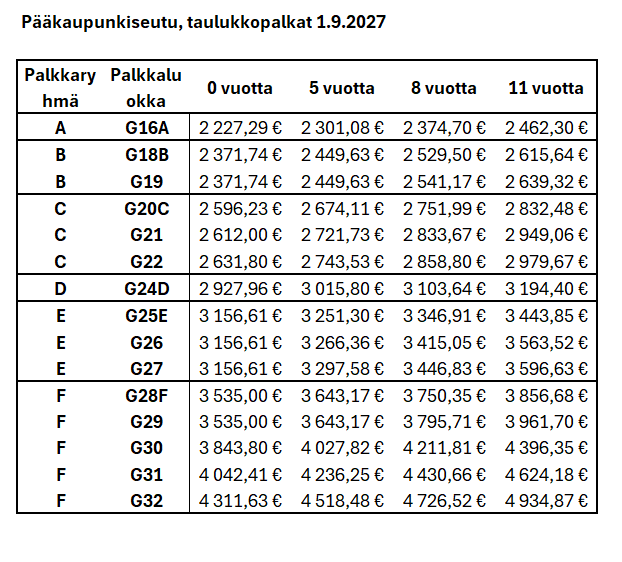 Pääkaupunkiseutu, taulukkopalkat 1.9.2027
Palkkary Palkkalu
hmä okka 0 vuotta 5 vuotta 8 vuotta 11 vuotta
A G16A 2 227,29 € 2 301,08 € 2 374,70 € 2 462,30 €
B G18B 2 371,74 € 2 449,63 € 2 529,50 € 2 615,64 €
B G19 2 371,74 € 2 449,63 € 2 541,17 € 2 639,32 €
C G20C 2 596,23 € 2 674,11 € 2 751,99 € 2 832,48 €
C G21 2 612,00 € 2 721,73 € 2 833,67 € 2 949,06 €
C G22 2 631,80 € 2 743,53 € 2 858,80 € 2 979,67 €
D G24D 2 927,96 € 3 015,80 € 3 103,64 € 3 194,40 €
E G25E 3 156,61 € 3 251,30 € 3 346,91 € 3 443,85 €
E G26 3 156,61 € 3 266,36 € 3 415,05 € 3 563,52 €
E G27 3 156,61 € 3 297,58 € 3 446,83 € 3 596,63 €
F G28F 3 535,00 € 3 643,17 € 3 750,35 € 3 856,68 €
F G29 3 535,00 € 3 643,17 € 3 795,71 € 3 961,70 €
F G30 3 843,80 € 4 027,82 € 4 211,81 € 4 396,35 €
F G31 4 042,41 € 4 236,25 € 4 430,66 € 4 624,18 €
F G32 4 311,63 € 4 518,48 € 4 726,52 € 4 934,87 €